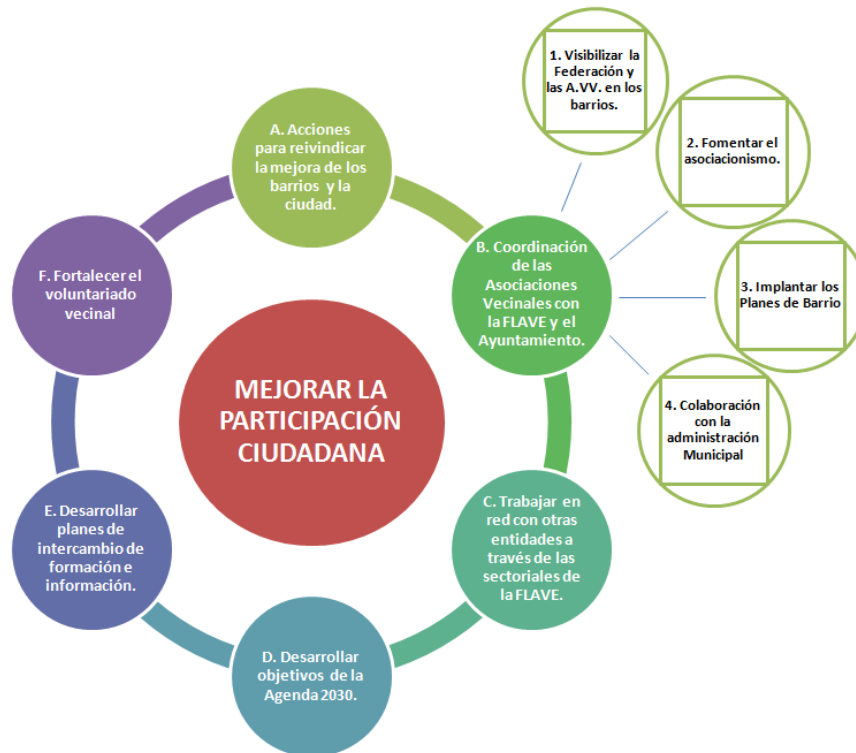 MEJORAR LA
PARTICIPACIÓN
CIUDADANA
A. Acciones
para reivindicar
la mejora de los
barrios y la
ciudad.
B. Coordinación
de las
Asociaciones
Vecinales con
la FLAVE y el
Ayuntamiento.
1. Visibilizar la
Federación y
las A.VV. en los
barrios.
2. Fomentar el
asociacionismo.
3. Implantar los
Planes de Barrio
4. Colaboración
con la
administración
Municipal
C. Trabajar en
red con otras
entidades a
través de las
sectoriales de
la FLAVE.
D. Desarrollar
objetivos de la
Agenda 2030.
E. Desarrollar
planes de
intercambio de
formación e
información.
F. Fortalecer el
voluntariado
vecinal